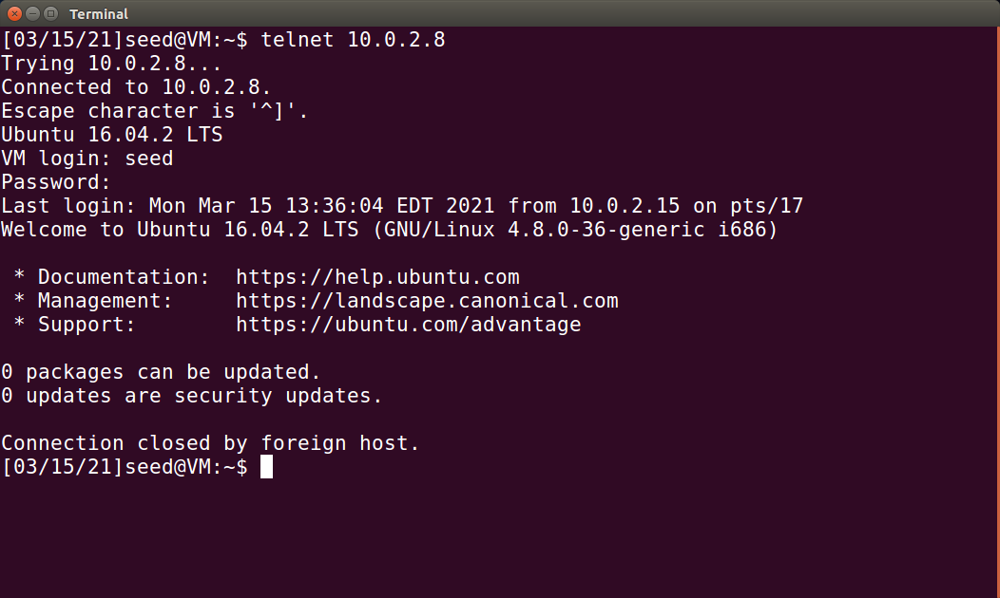 Terminal
[03/15/21]seed@VM:~$ telnet 10.0.2.8
Trying 10.0.2.8...
Connected to 10.0.2.8.
Escape character is '^]'.
Ubuntu 16.04.2 LTS
VM login: seed
Password:
Last login: Mon Mar 15 13:36:04 EDT 2021 from 10.0.2.15 on pts/17
Welcome to Ubuntu 16.04.2 LTS (GNU/Linux 4.8.0-36-generic i686)
 * Documentation:  https://help.ubuntu.com
 * Management:     https://landscape.canonical.com
 * Support:        https://ubuntu.com/advantage
0 packages can be updated.
0 updates are security updates.
Connection closed by foreign host.
[03/15/21]seed@VM:~$